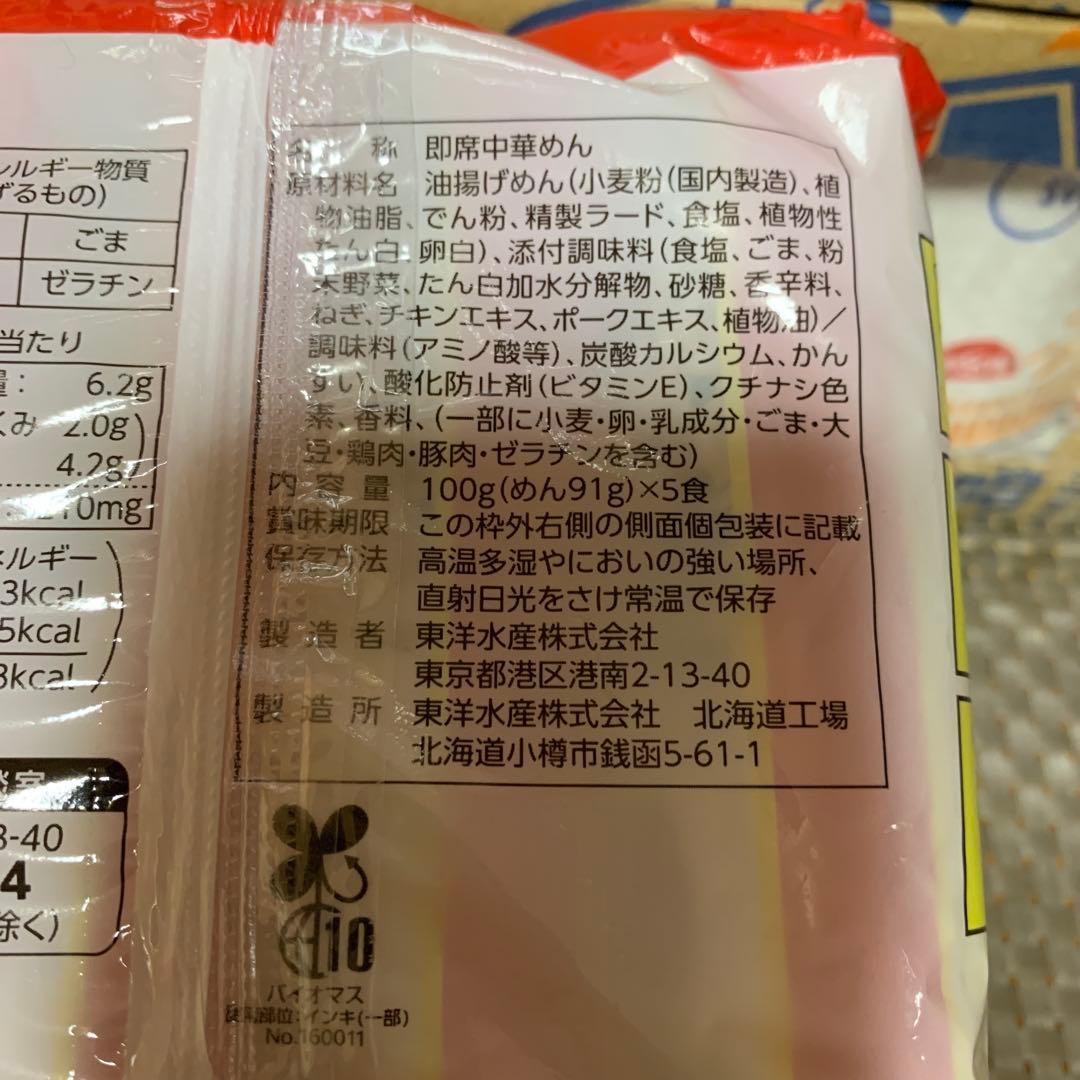 ルギー物質
ずるもの)
ごま
ゼラチン
当たり
量: 6.2g
くみ 2.0g
4.2g
ネルギー
3kcal
5kcal
3kcal
3-40
4
除く)
名称 即席中華めん
原材料名 油揚げめん(小麦粉(国内製造)、植
物油脂、でん粉、精製ラード、食塩、植物性
たん白、卵白)、添付調味料(食塩、ごま、粉
末野菜、たん白加水分解物、砂糖、香辛料、
ねぎ、チキンエキス、ポークエキス、植物油)/
調味料(アミノ酸等)、炭酸カルシウム、かん
すい、酸化防止剤(ビタミンE)、クチナシ色
素、香料、(一部に小麦・卵・乳成分・ごま・大
豆・鶏肉・豚肉・ゼラチンを含む)
内容量 100g(めん91g)×5食
賞味期限 この枠外右側の側面個包装に記載
保存方法 高温多湿やにおいの強い場所、
直射日光をさけ常温で保存
製造者 東洋水産株式会社
東京都港区港南2-13-40
製造所 東洋水産株式会社 北海道工場
北海道小樽市銭函5-61-1
10
バイオマス
部位:インキ(一部)
No.160011